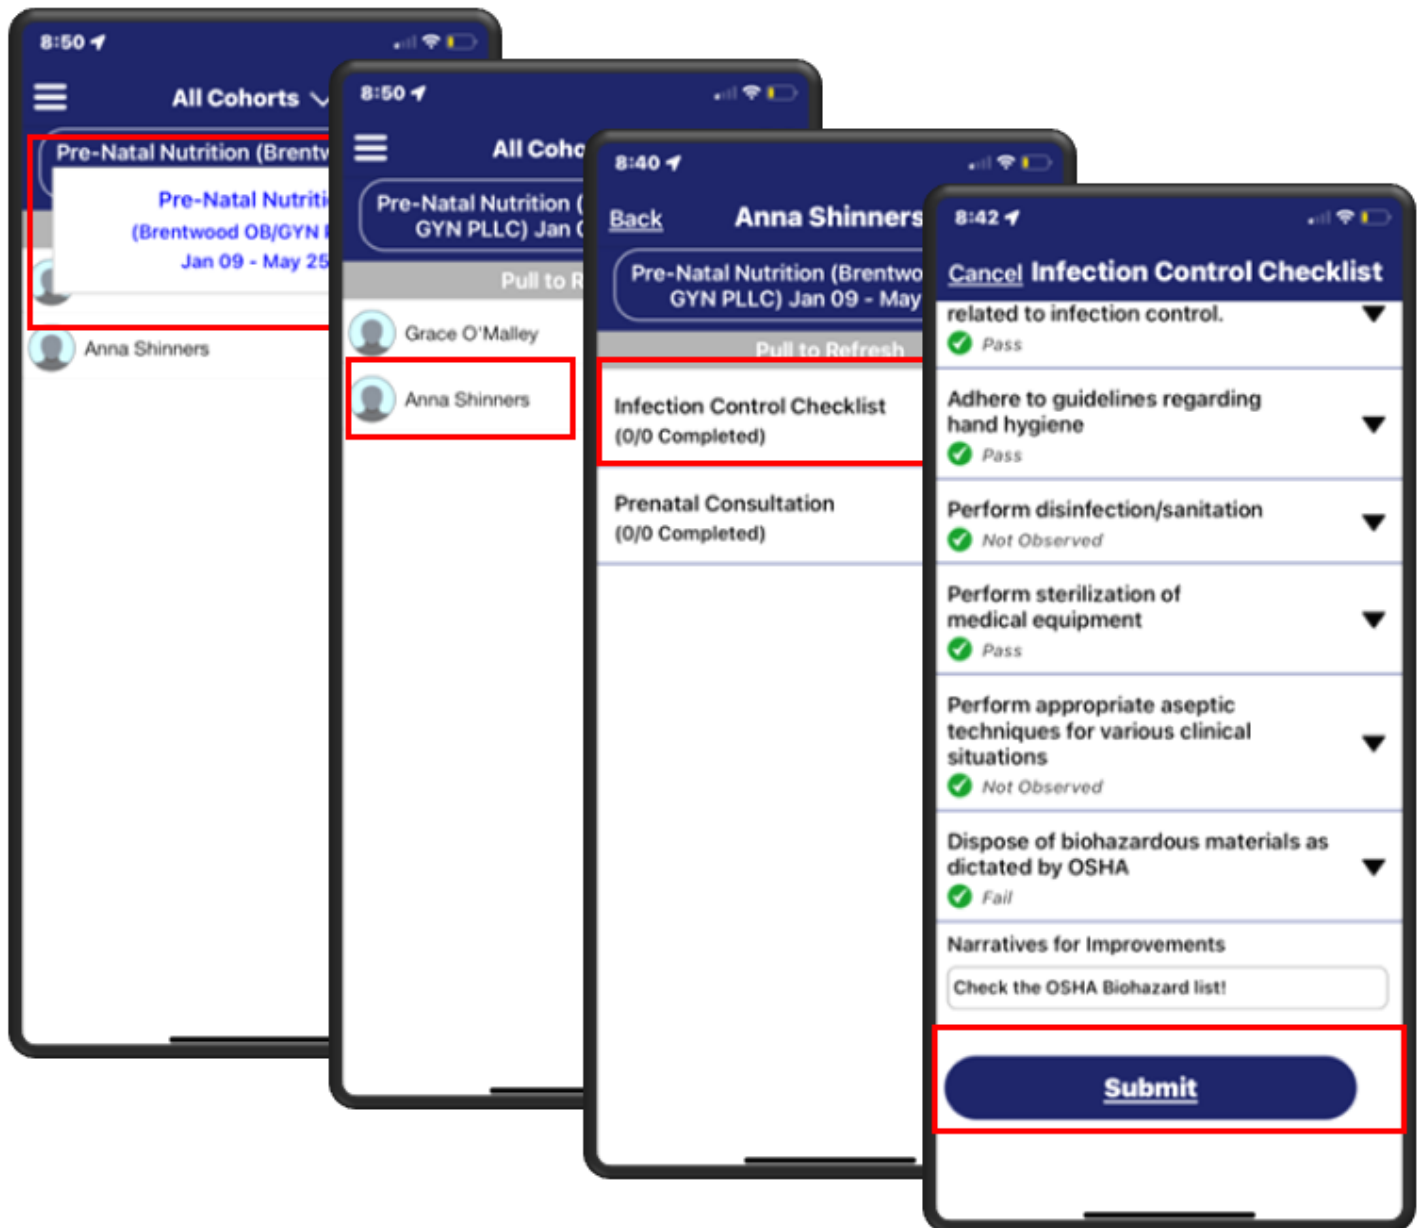 8:50
All Cohorts
Pre-Natal Nutrition (Brentw
Pre-Natal Nutriti
(Brentwood OB/GYN
Jan 09 - May 25
Anna Shinners
8:50
All Coho
Pre-Natal Nutrition (
GYN PLLC) Jan
Pull to R
Grace O'Malley
Anna Shinners
8:40
Back Anna Shinners
Pre-Natal Nutrition (Brentwo
GYN PLLC) Jan 09 - May
Pull to Refresh
Infection Control Checklist
(0/0 Completed)
Prenatal Consultation
(0/0 Completed)
8:42
Cancel Infection Control Checklist
related to infection control.
Pass
Adhere to guidelines regarding
hand hygiene
Pass
Perform disinfection/sanitation
Not Observed
Perform sterilization of
medical equipment
Pass
Perform appropriate aseptic
techniques for various clinical
situations
Not Observed
Dispose of biohazardous materials as
dictated by OSHA
Fail
Narratives for Improvements
Check the OSHA Biohazard list!
Submit